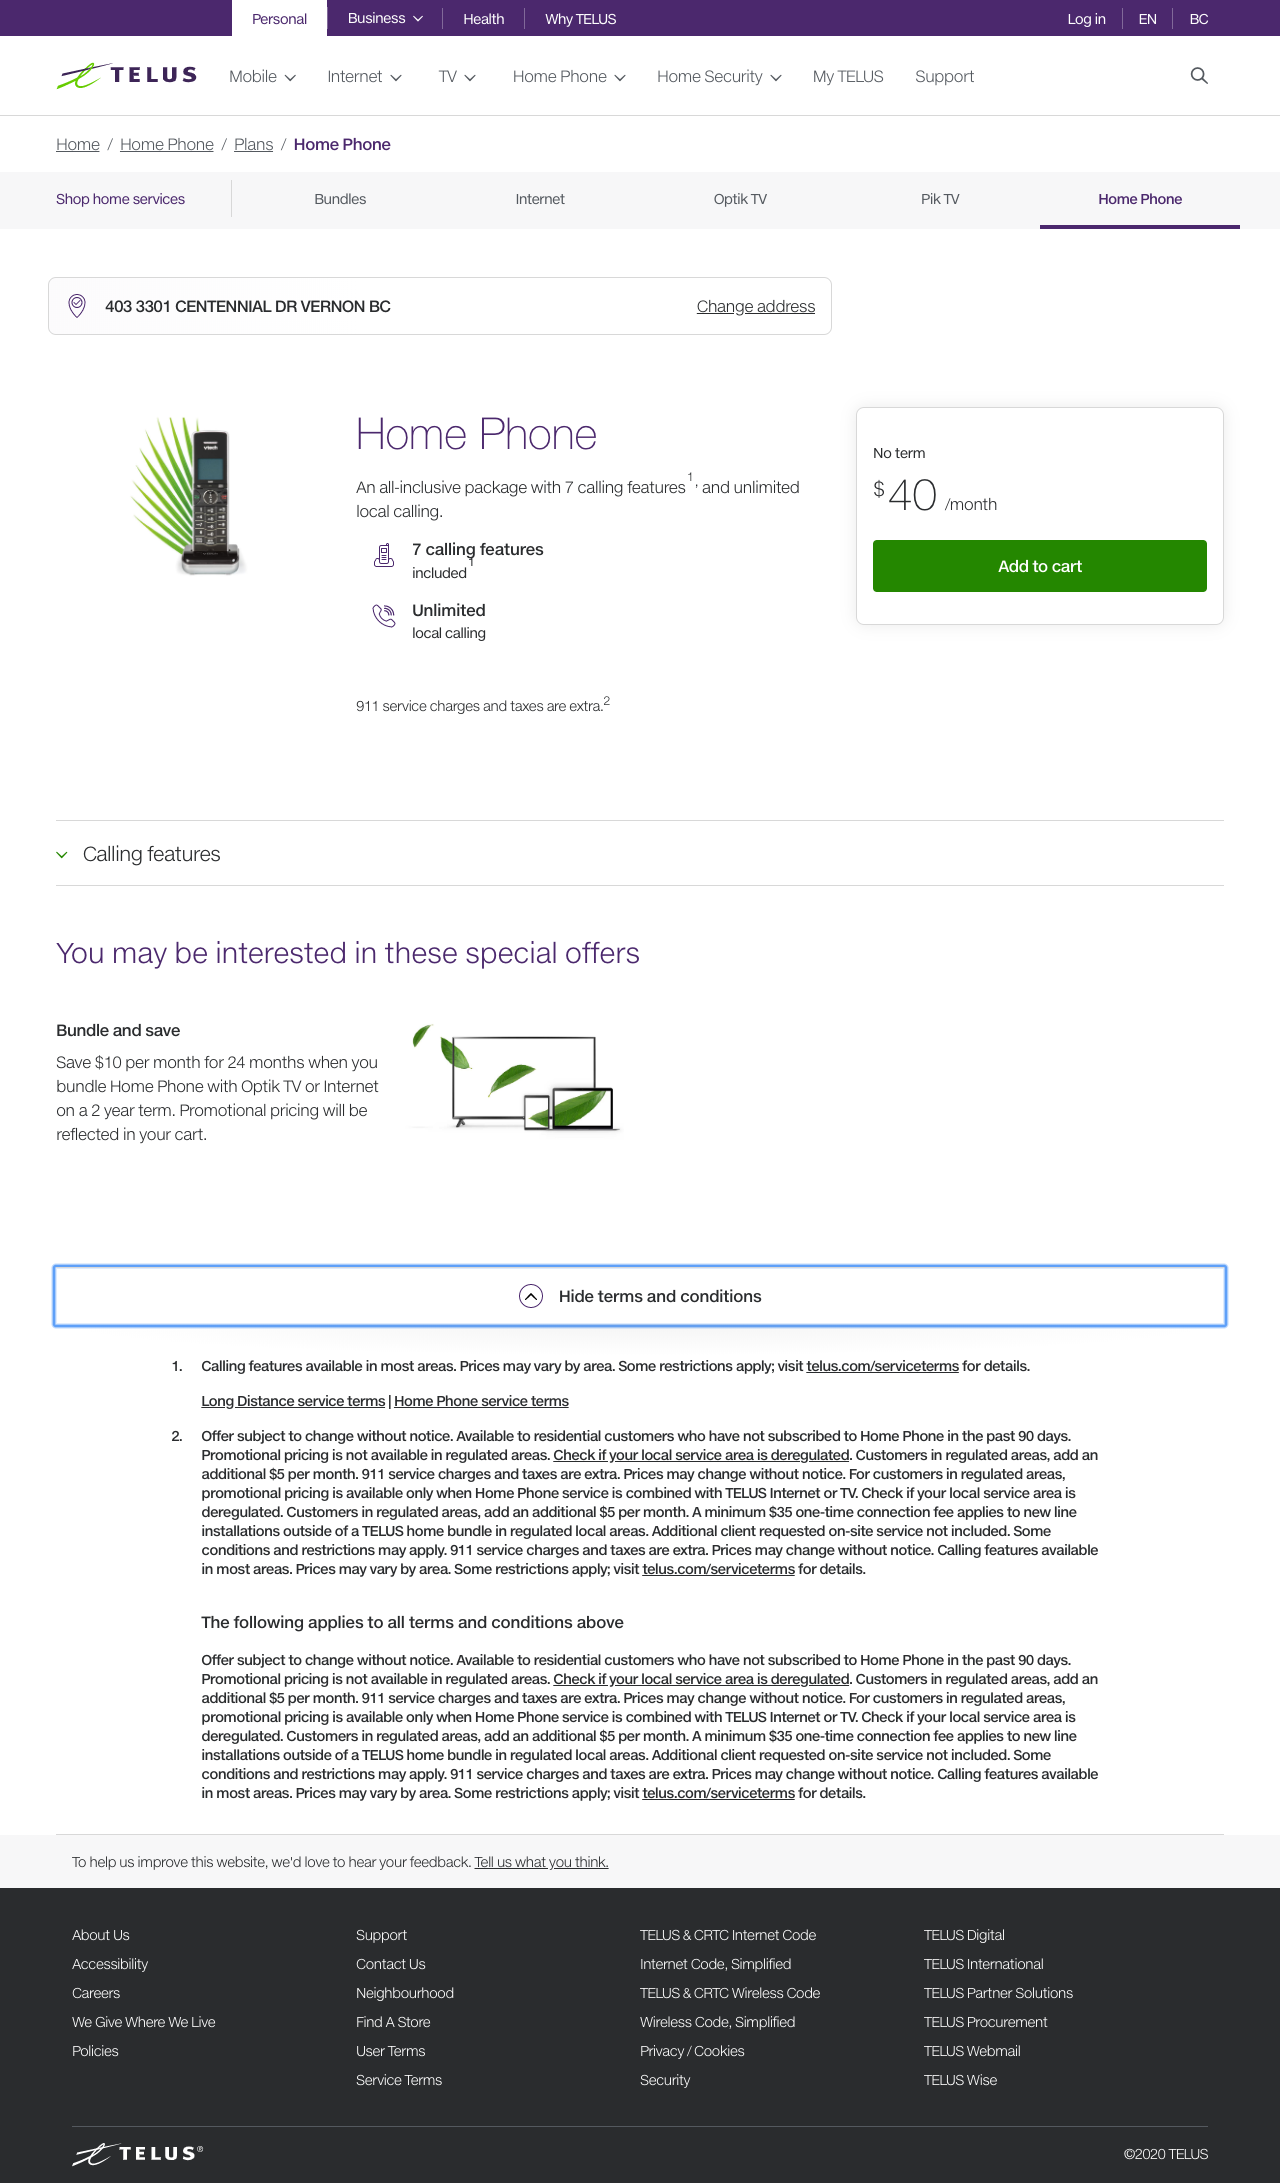 Personal Business Health Why TELUS Log in EN BC
TELUS Mobile Internet TV Home Phone Home Security My TELUS Support
Home / Home Phone / Plans / Home Phone
Shop home services Bundles Internet Optik TV Pik TV Home Phone
403 3301 CENTENNIAL DR VERNON BC Change address
Home Phone
An all-inclusive package with 7 calling features1, and unlimited
local calling.
7 calling features
included1
Unlimited
local calling
911 service charges and taxes are extra.2
No term
$40 /month
Add to cart
vtech
Calling features
You may be interested in these special offers
Bundle and save
Save $10 per month for 24 months when you
bundle Home Phone with Optik TV or Internet
on a 2 year term. Promotional pricing will be
reflected in your cart.
Hide terms and conditions
1. Calling features available in most areas. Prices may vary by area. Some restrictions apply; visit telus.com/serviceterms for details.
Long Distance service terms | Home Phone service terms
2. Offer subject to change without notice. Available to residential customers who have not subscribed to Home Phone in the past 90 days.
Promotional pricing is not available in regulated areas. Check if your local service area is deregulated. Customers in regulated areas, add an
additional $5 per month. 911 service charges and taxes are extra. Prices may change without notice. For customers in regulated areas,
promotional pricing is available only when Home Phone service is combined with TELUS Internet or TV. Check if your local service area is
deregulated. Customers in regulated areas, add an additional $5 per month. A minimum $35 one-time connection fee applies to new line
installations outside of a TELUS home bundle in regulated local areas. Additional client requested on-site service not included. Some
conditions and restrictions may apply. 911 service charges and taxes are extra. Prices may change without notice. Calling features available
in most areas. Prices may vary by area. Some restrictions apply; visit telus.com/serviceterms for details.
The following applies to all terms and conditions above
Offer subject to change without notice. Available to residential customers who have not subscribed to Home Phone in the past 90 days.
Promotional pricing is not available in regulated areas. Check if your local service area is deregulated. Customers in regulated areas, add an
additional $5 per month. 911 service charges and taxes are extra. Prices may change without notice. For customers in regulated areas,
promotional pricing is available only when Home Phone service is combined with TELUS Internet or TV. Check if your local service area is
deregulated. Customers in regulated areas, add an additional $5 per month. A minimum $35 one-time connection fee applies to new line
installations outside of a TELUS home bundle in regulated local areas. Additional client requested on-site service not included. Some
conditions and restrictions may apply. 911 service charges and taxes are extra. Prices may change without notice. Calling features available
in most areas. Prices may vary by area. Some restrictions apply; visit telus.com/serviceterms for details.
To help us improve this website, we'd love to hear your feedback. Tell us what you think.
About Us
Accessibility
Careers
We Give Where We Live
Policies
Support
Contact Us
Neighbourhood
Find A Store
User Terms
Service Terms
TELUS & CRTC Internet Code
Internet Code, Simplified
TELUS & CRTC Wireless Code
Wireless Code, Simplified
Privacy / Cookies
Security
TELUS Digital
TELUS International
TELUS Partner Solutions
TELUS Procurement
TELUS Webmail
TELUS Wise
TELUS® ©2020 TELUS